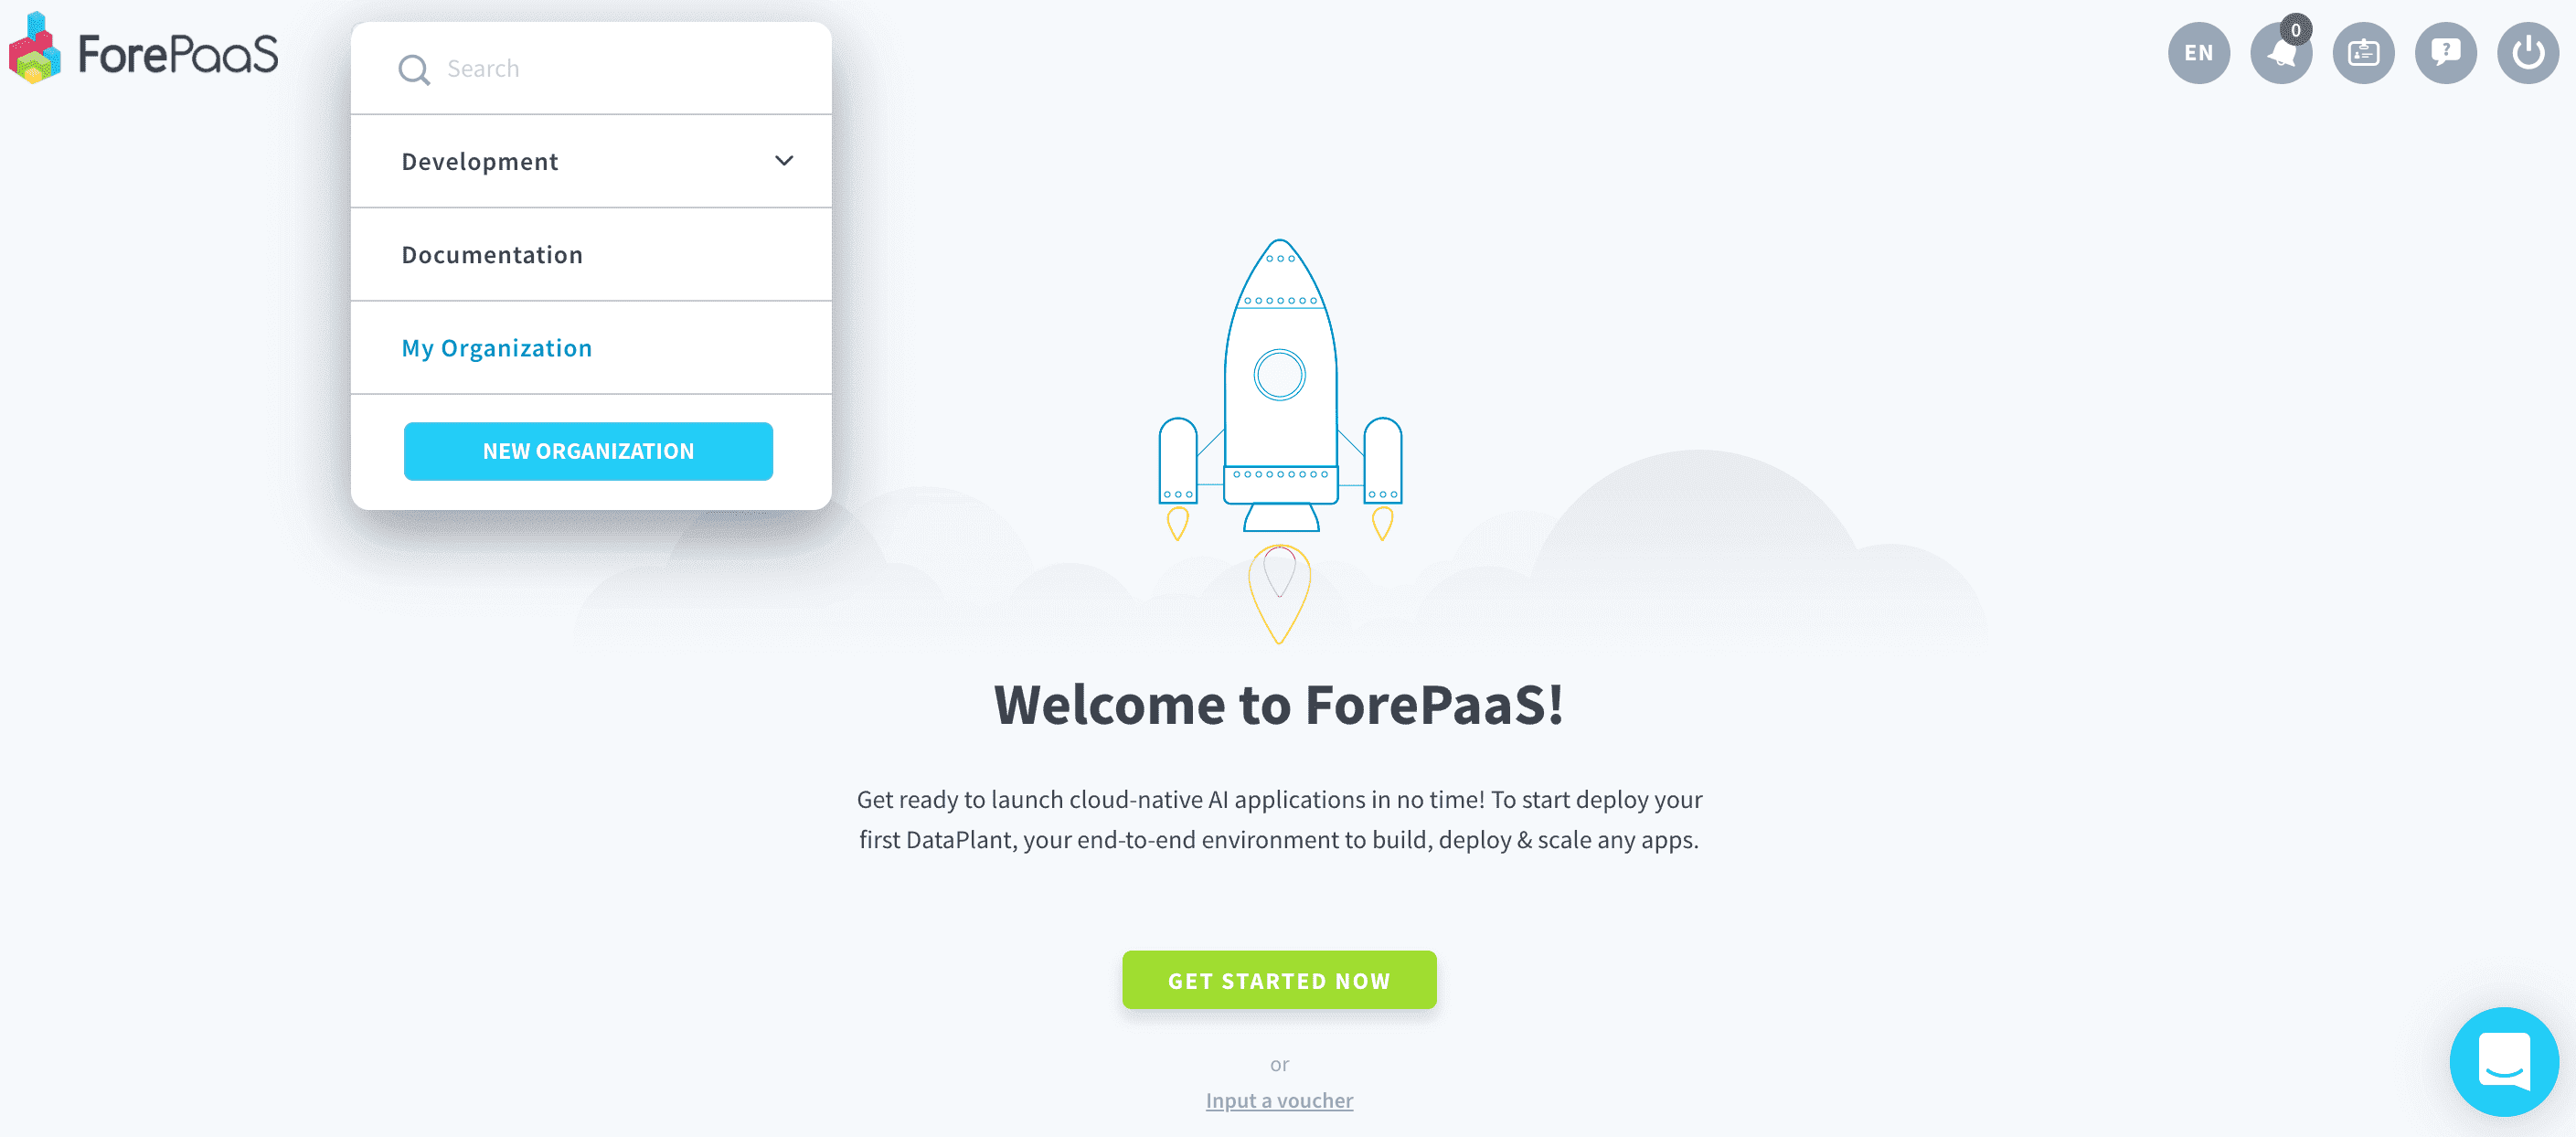 ForePaaS
EN
0
?
Search
Development
Documentation
My Organization
NEW ORGANIZATION
Welcome to ForePaaS!
Get ready to launch cloud-native AI applications in no time! To start deploy your
first DataPlant, your end-to-end environment to build, deploy & scale any apps.
GET STARTED NOW
or
Input a voucher